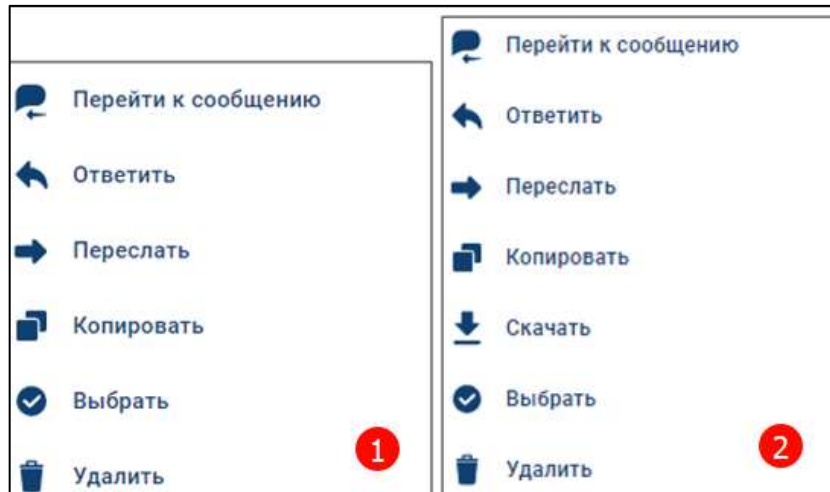 Перейти к сообщению
Ответить
Переслать
Копировать
Выбрать
Удалить
1
Перейти к сообщению
Ответить
Переслать
Копировать
Скачать
Выбрать
Удалить
2